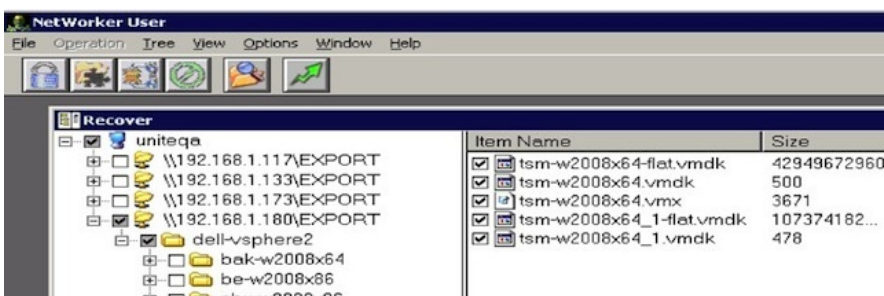 NetWorker User
File Operation Tree View Options Window Help
Recover
uniteqa
\\192.168.1.117\EXPORT
\\192.168.1.133\EXPORT
\\192.168.1.173\EXPORT
\\192.168.1.180\EXPORT
dell-vsphere2
bak-w2008x64
be-w2008x86
Item Name Size
tsm-w2008x64-flat.vmdk 42949672960
tsm-w2008x64.vmdk 500
tsm-w2008x64.vmx 3671
tsm-w2008x64_1-flat.vmdk 107374182...
tsm-w2008x64_1.vmdk 478